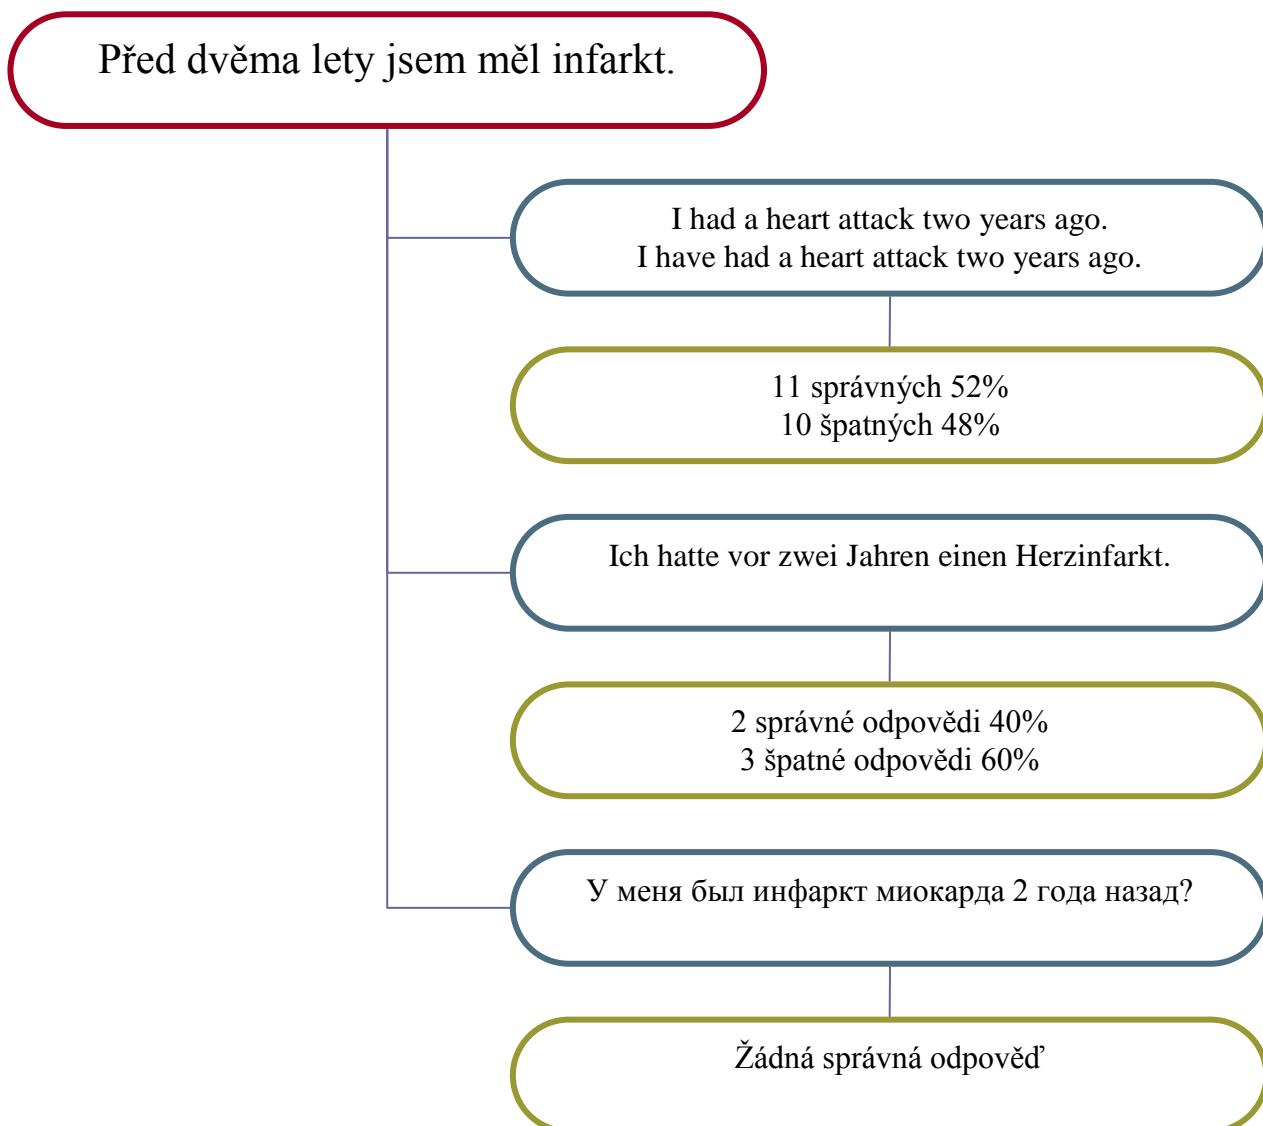 Před dvěma lety jsem měl infarkt.
I had a heart attack two years ago.
I have had a heart attack two years ago.
11 správných 52%
10 špatných 48%
Ich hatte vor zwei Jahren einen Herzinfarkt.
2 správné odpovědi 40%
3 špatné odpovědi 60%
У меня был инфаркт миокарда 2 года назад?
Žádná správná odpověď